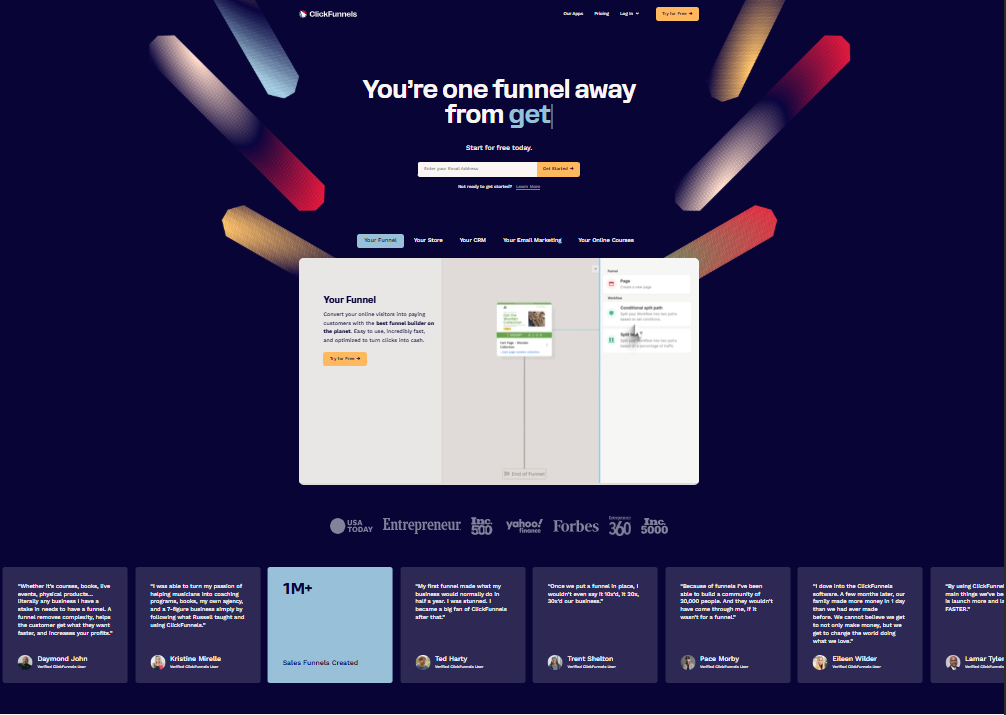 ClickFunnels
Our Apps
Pricing
Log In
Try for Free →
You're one funnel away
from get
Start for free today.
Enter your Email Address
Get Started →
Not ready to get started? Learn More
Your Funnel
Your Store
Your CRM
Your Email Marketing
Your Online Courses
Your Funnel
Convert your online visitors into paying
customers with the best funnel builder on
the planet. Easy to use, incredibly fast,
and optimized to turn clicks into cash.
Try for Free →
End of Funnel
Funnel
Page
Create a new page
Workflow
Conditional split path
Split your Workflow into two paths
based on set conditions.
Split
Split your Workflow into two paths
based on a percentage of traffic
USA
TODAY
Entrepreneur
Inc.
500
yahoo!
finance
Forbes
Entrepreneur
360
Inc.
5000
"Whether it's courses, books, live
events, physical products...
literally any business I have a
stake in needs to have a funnel. A
funnel removes complexity, helps
the customer get what they want
faster, and increases your profits."
Daymond John
Verified ClickFunnels User
"I was able to turn my passion of
helping musicians into coaching
programs, books, my own agency,
and a 7-figure business simply by
following what Russell taught and
using ClickFunnels."
Kristine Mirelle
Verified ClickFunnels User
1M+
Sales Funnels Created
"My first funnel made what my
business would normally do in
half a year. I was stunned. I
became a big fan of ClickFunnels
after that."
Ted Harty
Verified ClickFunnels User
"Once we put a funnel in place, I
wouldn't even say it 10x'd, it 20x,
30x'd our business."
Trent Shelton
Verified ClickFunnels User
"Because of funnels I've been
able to build a community of
30,000 people. And they wouldn't
have come through me, if it
wasn't for a funnel."
Pace Morby
Verified ClickFunnels User
"I dove into the ClickFunnels
software. A few months later, our
family made more money in 1 day
than we had ever made
before. We cannot believe we get
to not only make money, but we
get to change the world doing
what we love."
Eileen Wilder
Verified ClickFunnels User
"By using ClickFunnel
main things we've be
is launch more and la
FASTER."
Lamar Tyler
Verified ClickFunnels